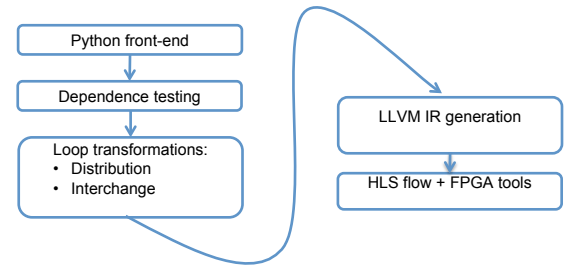 Python front-end
Dependence testing
Loop transformations:
• Distribution
• Interchange
LLVM IR generation
HLS flow + FPGA tools